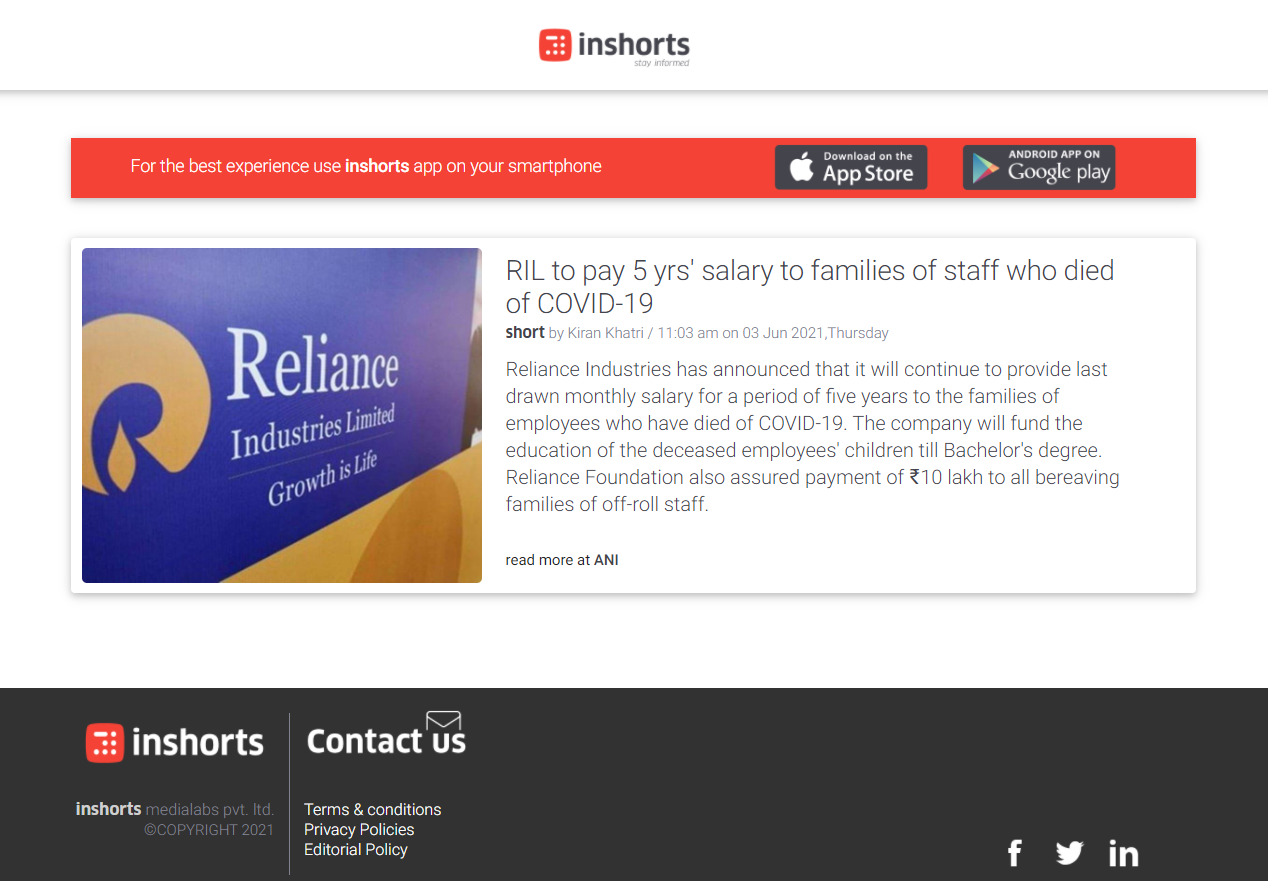 inshorts
stay informed
For the best experience use inshorts app on your smartphone
Download on the
App Store
ANDROID APP ON
Google play
Reliance
Industries Limited
Growth is Life
RIL to pay 5 yrs' salary to families of staff who died
of COVID-19
short by Kiran Khatri / 11:03 am on 03 Jun 2021,Thursday
Reliance Industries has announced that it will continue to provide last
drawn monthly salary for a period of five years to the families of
employees who have died of COVID-19. The company will fund the
education of the deceased employees' children till Bachelor's degree.
Reliance Foundation also assured payment of ₹10 lakh to all bereaving
families of off-roll staff.
read more at ANI
inshorts
Contact us
inshorts medialabs pvt. ltd.
©COPYRIGHT 2021
Terms & conditions
Privacy Policies
Editorial Policy